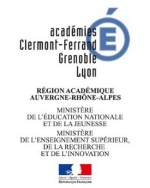 académies
Clermont-Ferrand
Grenoble
Lyon
RÉGION ACADÉMIQUE
AUVERGNE-RHÔNE-ALPES
MINISTÈRE
DE L'ÉDUCATION NATIONALE
ET DE LA JEUNESSE
MINISTÈRE
DE L'ENSEIGNEMENT SUPÉRIEUR,
DE LA RECHERCHE
ET DE L'INNOVATION